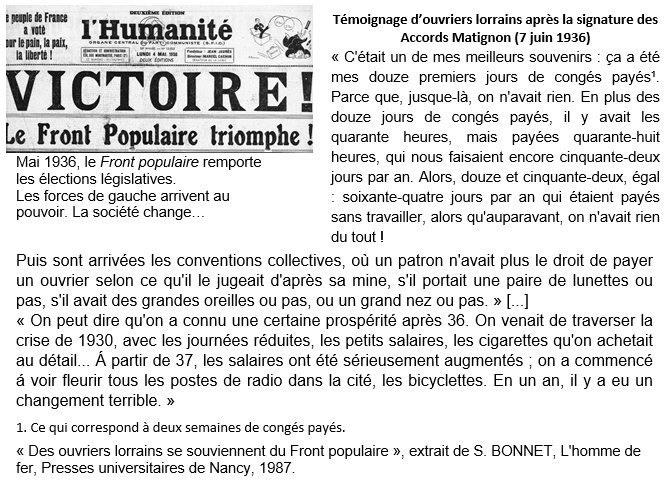 DEUXIÈME ÉDITION
le peuple de France
a voté
pour le pain, la paix,
la liberté !
l'Humanité
ORGANE CENTRAL DU PARTI COMMUNISTE (S.F.I.C.)
LUNDI 4 MAI 1936
DEUX ÉDITIONS
VICTOIRE !
Le Front Populaire triomphe !
Mai 1936, le Front populaire remporte
les élections législatives.
Les forces de gauche arrivent au
pouvoir. La société change…
Témoignage d’ouvriers lorrains après la signature des
Accords Matignon (7 juin 1936)
« C'était un de mes meilleurs souvenirs : ça a été
mes douze premiers jours de congés payés¹.
Parce que, jusque-là, on n'avait rien. En plus des
douze jours de congés payés, il y avait les
quarante heures, mais payées quarante-huit
heures, qui nous faisaient encore cinquante-deux
jours par an. Alors, douze et cinquante-deux, égal
: soixante-quatre jours par an qui étaient payés
sans travailler, alors qu'auparavant, on n'avait rien
du tout !
Puis sont arrivées les conventions collectives, où un patron n'avait plus le droit de payer
un ouvrier selon ce qu'il le jugeait d'après sa mine, s'il portait une paire de lunettes ou
pas, s'il avait des grandes oreilles ou pas, ou un grand nez ou pas. » [...]
« On peut dire qu'on a connu une certaine prospérité après 36. On venait de traverser la
crise de 1930, avec les journées réduites, les petits salaires, les cigarettes qu'on achetait
au détail... Á partir de 37, les salaires ont été sérieusement augmentés ; on a commencé
á voir fleurir tous les postes de radio dans la cité, les bicyclettes. En un an, il y a eu un
changement terrible. »
1. Ce qui correspond à deux semaines de congés payés.
« Des ouvriers lorrains se souviennent du Front populaire », extrait de S. BONNET, L'homme de
fer, Presses universitaires de Nancy, 1987.